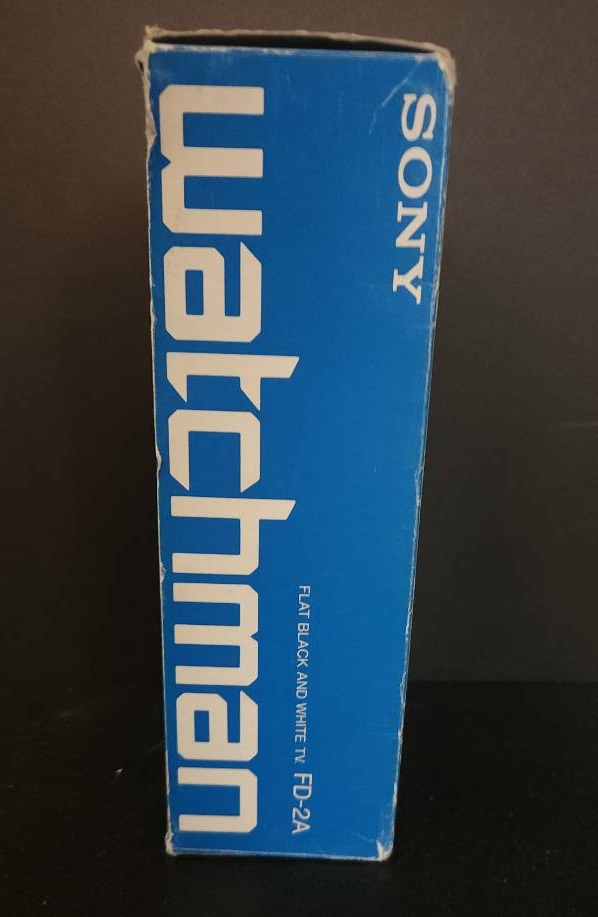 SONY
FLAT BLACK AND WHITE TV. FD-2A
watchman